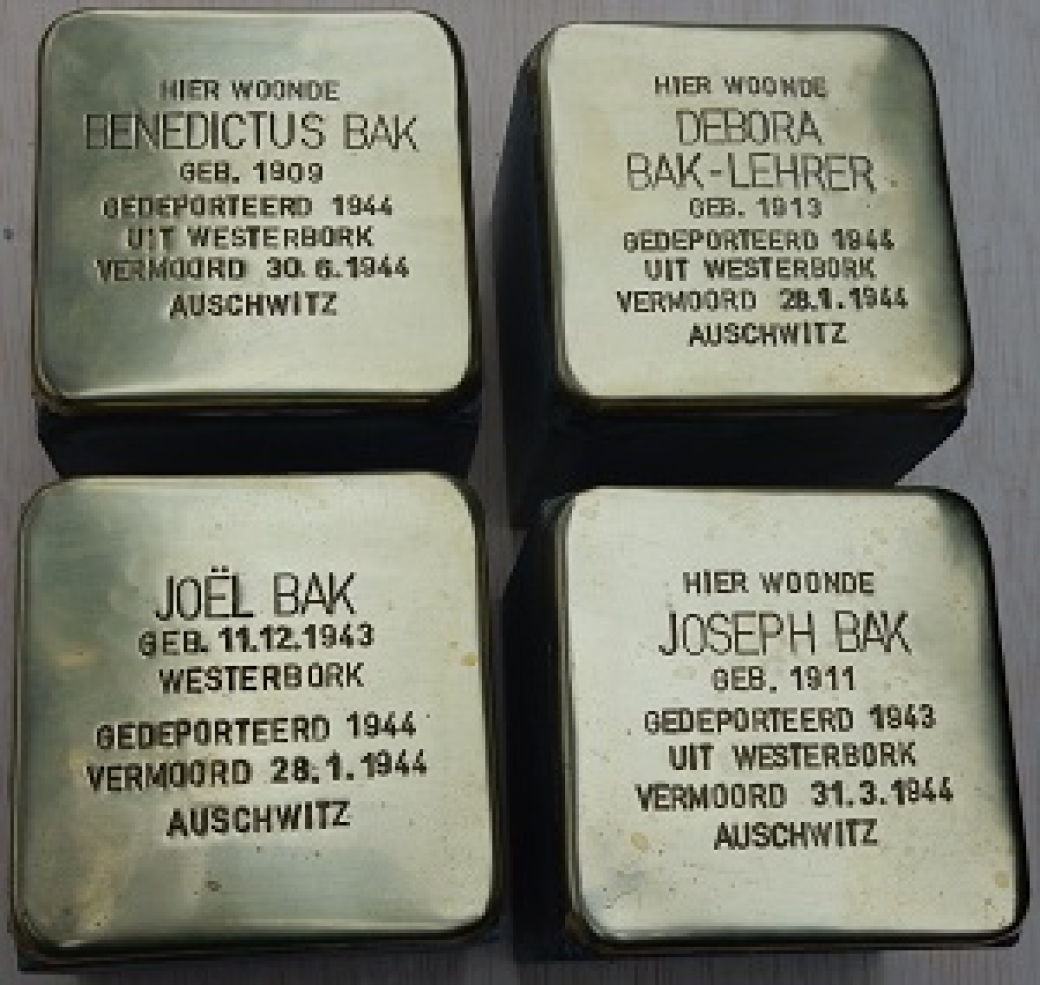 HIER WOONDE
BENEDICTUS BAK
GEB. 1909
GEDEPORTEERD 1944
UIT WESTERBORK
VERMOORD 30.6.1944
AUSCHWITZ
HIER WOONDE
DEBORA
BAK-LEHRER
GEB. 1913
GEDEPORTEERD 1944
UIT WESTERBORK
VERMOORD 28.1.1944
AUSCHWITZ
JOËL BAK
GEB. 11.12.1943
WESTERBORK
GEDEPORTEERD 1944
VERMOORD 28.1.1944
AUSCHWITZ
HIER WOONDE
JOSEPH BAK
GEB. 1911
GEDEPORTEERD 1943
UIT WESTERBORK
VERMOORD 31.3.1944
AUSCHWITZ